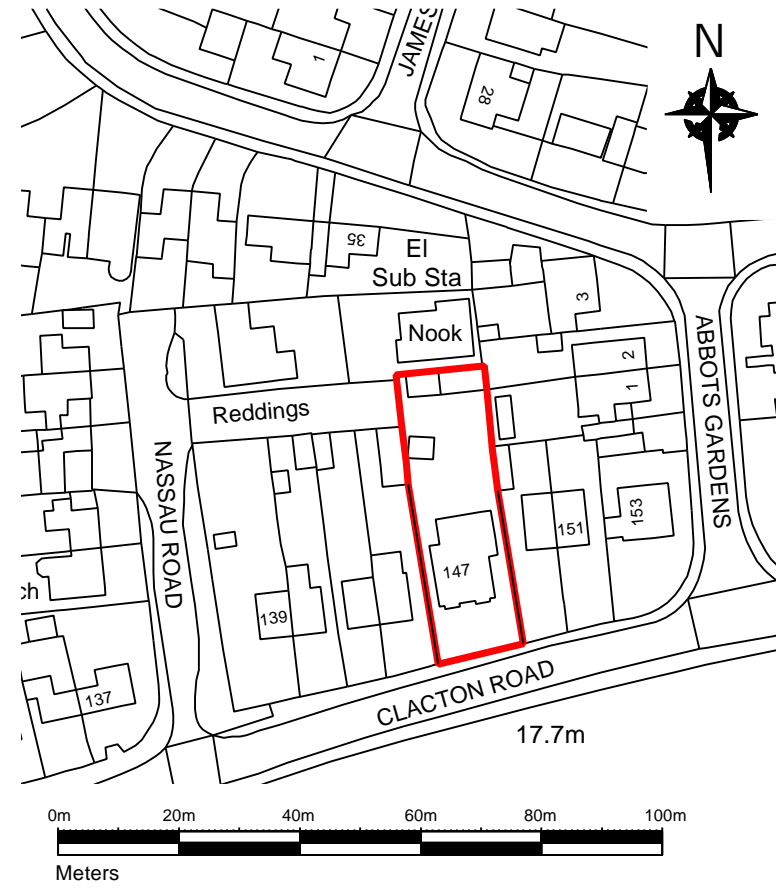 N
JAMES
1
28
35
El
Sub Sta
3
Nook
2
1
ABBOTS GARDENS
Reddings
NASSAU ROAD
153
151
147
139
ch
137
CLACTON ROAD
17.7m
0m 20m 40m 60m 80m 100m
Meters